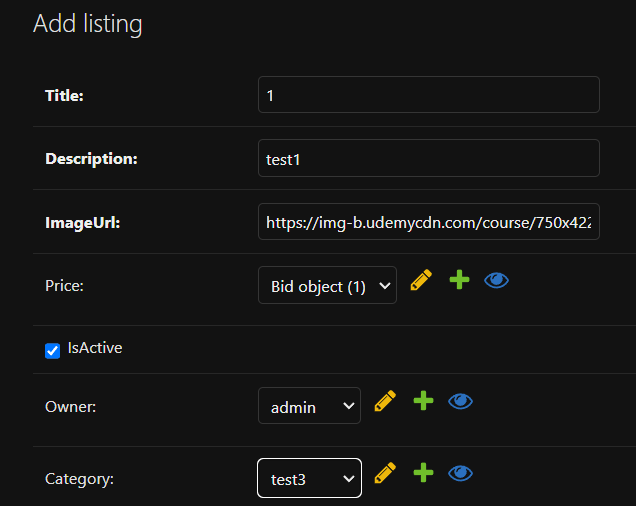 Add listing
Title: 1
Description: test1
ImageUrl: https://img-b.udemycdn.com/course/750x422
Price: Bid object (1)
IsActive
Owner: admin
Category: test3